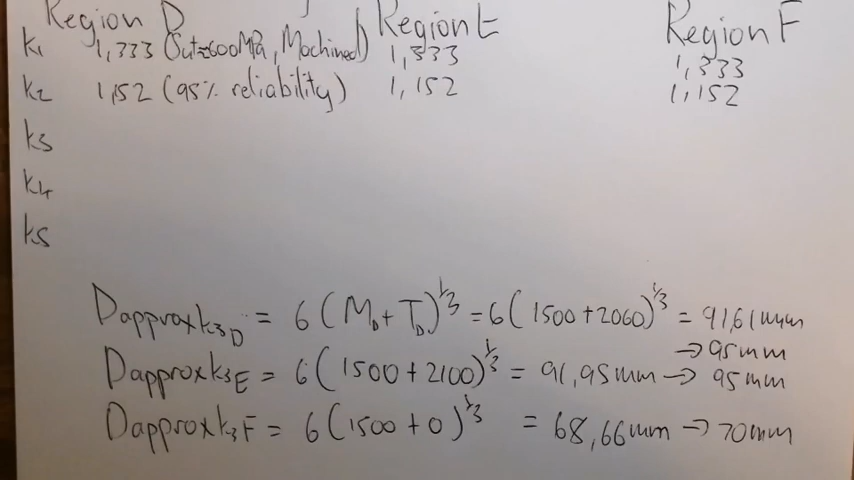 Region D Region E Region F
k1 1,333 (Sut≈600MPa, Machined) 1,333 1,333
k2 1,152 (95% reliability) 1,152 1,152
k3
k4
k5
Dapproxk3D = 6(MD+TD)^1/3 = 6(1500+2060)^1/3 = 91,61mm
→95mm
Dapproxk3E = 6(1500+2100)^1/3 = 91,95mm → 95mm
Dapproxk3F = 6(1500+0)^1/3 = 68,66mm → 70mm